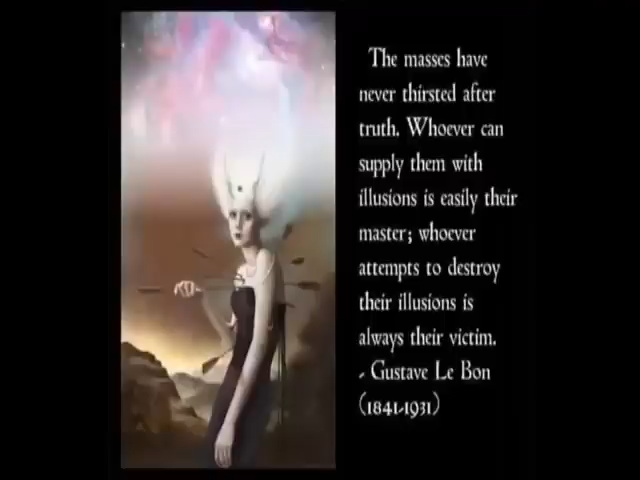 The masses have
never thirsted after
truth. Whoever can
supply them with
illusions is easily their
master; whoever
attempts to destroy
their illusions is
always their victim.
- Gustave Le Bon
(1841-1931)